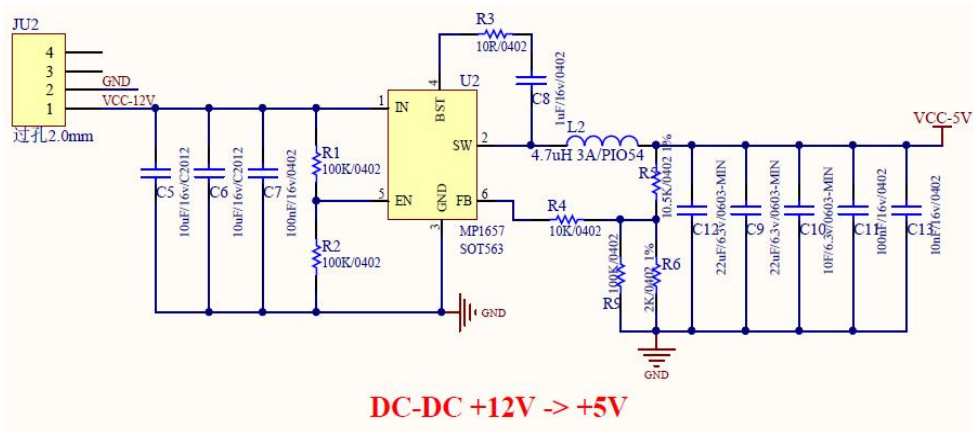 JU2
4
3
2
1
GND
VCC-12V
过孔2.0mm
C5
10uF/16v/C2012
C6
10uF/16v/C2012
C7
100nF/16v/0402
R1
100K/0402
R2
100K/0402
R3
10R/0402
C8
1uF/16v/0402
U2
1
IN
4
BST
SW
2
5
EN
GND
3
FB
6
MP1657
SOT563
GND
L2
4.7uH 3A/PIO54
R4
10K/0402
R5
10.5K/0402 1%
R9
100K/0402
R6
2K/0402 1%
C12
22uF/6.3v/0603-MIN
C9
22uF/6.3v/0603-MIN
C10
10F/6.3v/0603-MIN
C11
100nF/16v/0402
C13
10nF/16v/0402
VCC-5V
GND
DC-DC +12V -> +5V